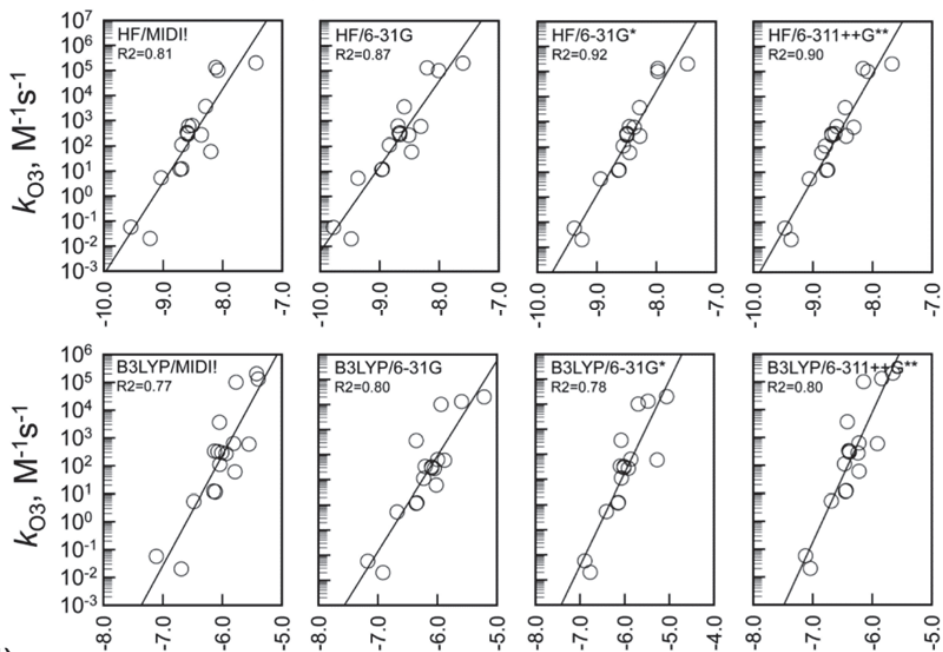 HF/MIDI!
R2=0.81
HF/6-31G
R2=0.87
HF/6-31G*
R2=0.92
HF/6-311++G**
R2=0.90
kO3, M-1s-1
10^7
10^6
10^5
10^4
10^3
10^2
10^1
10^0
10^-1
10^-2
10^-3
-10.0 -9.0 -8.0 -7.0
-10.0 -9.0 -8.0 -7.0
-10.0 -9.0 -8.0 -7.0
-10.0 -9.0 -8.0 -7.0
B3LYP/MIDI!
R2=0.77
B3LYP/6-31G
R2=0.80
B3LYP/6-31G*
R2=0.78
B3LYP/6-311++G**
R2=0.80
kO3, M-1s-1
10^6
10^5
10^4
10^3
10^2
10^1
10^0
10^-1
10^-2
10^-3
-8.0 -7.0 -6.0 -5.0
-8.0 -7.0 -6.0 -5.0
-8.0 -7.0 -6.0 -5.0 -4.0
-8.0 -7.0 -6.0 -5.0